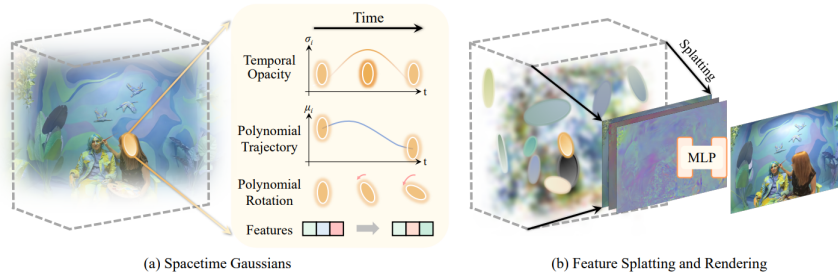 Time
σi
Temporal
Opacity
t
μi
Polynomial
Trajectory
t
Polynomial
Rotation
Features
(a) Spacetime Gaussians
Splatting
MLP
(b) Feature Splatting and Rendering